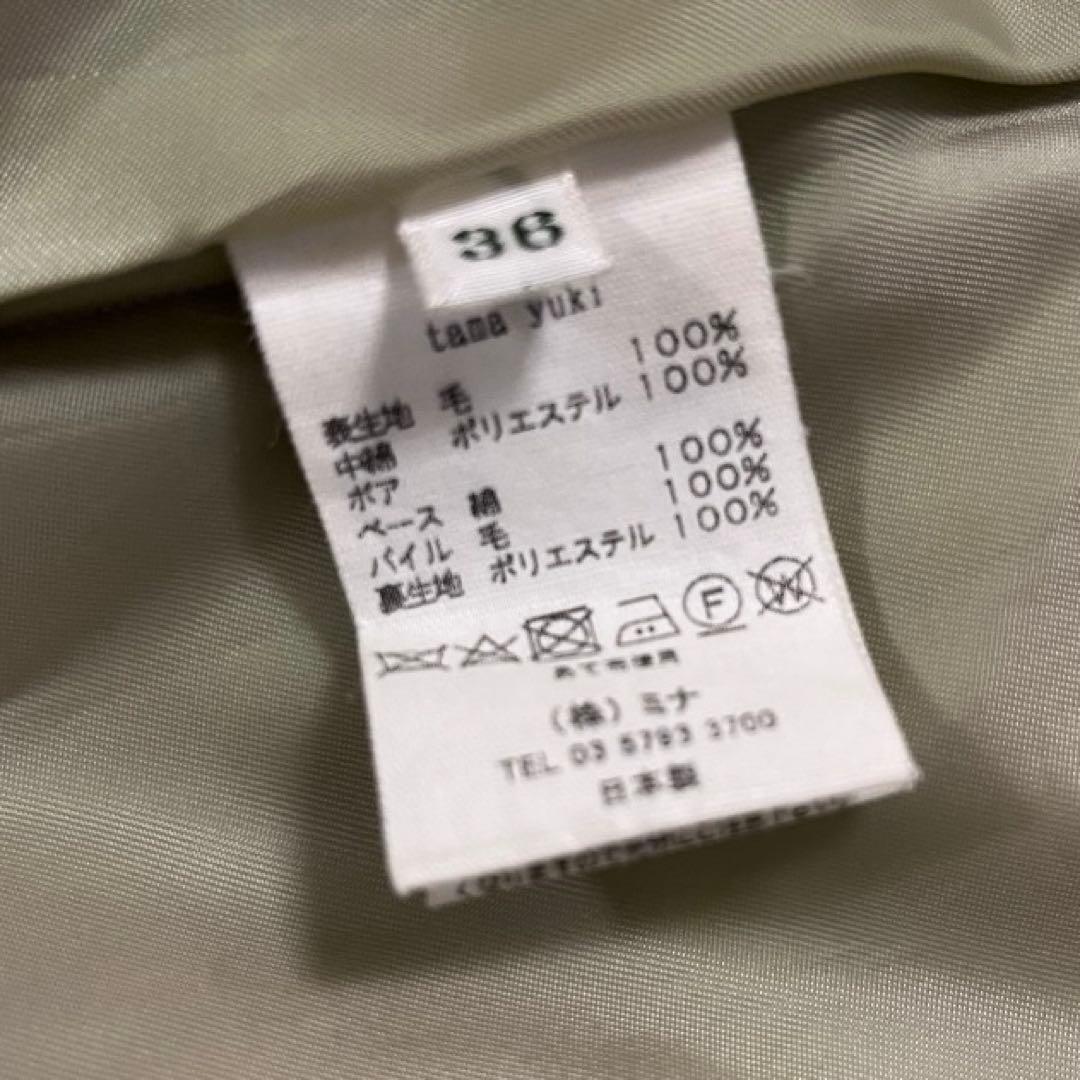 36
tama yuki
表生地 毛 100%
中綿 ポリエステル 100%
ボア
ベース 綿 100%
パイル 毛 100%
裏生地 ポリエステル 100%
F
W
あて布使用
(株)ミナ
TEL 03 5793 3700
日本製